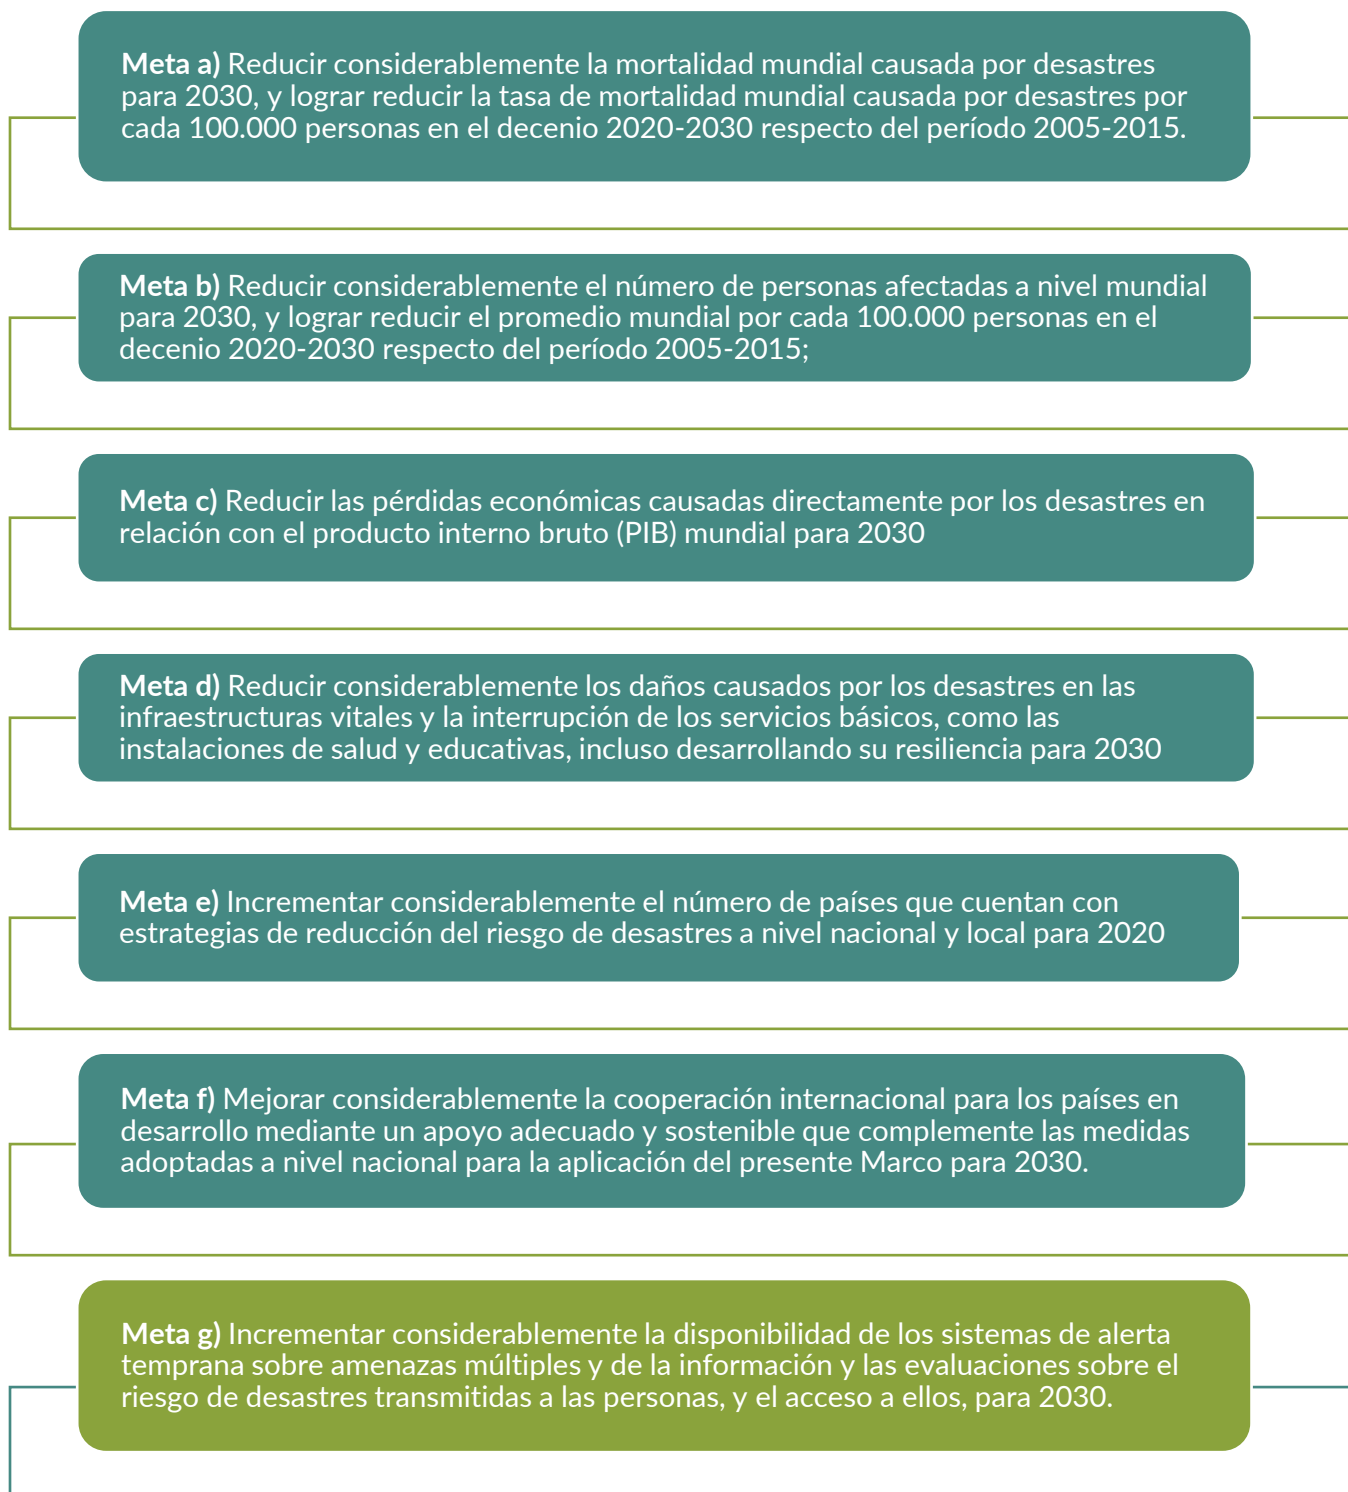 Meta a) Reducir considerablemente la mortalidad mundial causada por desastres
para 2030, y lograr reducir la tasa de mortalidad mundial causada por desastres por
cada 100.000 personas en el decenio 2020-2030 respecto del período 2005-2015.
Meta b) Reducir considerablemente el número de personas afectadas a nivel mundial
para 2030, y lograr reducir el promedio mundial por cada 100.000 personas en el
decenio 2020-2030 respecto del período 2005-2015;
Meta c) Reducir las pérdidas económicas causadas directamente por los desastres en
relación con el producto interno bruto (PIB) mundial para 2030
Meta d) Reducir considerablemente los daños causados por los desastres en las
infraestructuras vitales y la interrupción de los servicios básicos, como las
instalaciones de salud y educativas, incluso desarrollando su resiliencia para 2030
Meta e) Incrementar considerablemente el número de países que cuentan con
estrategias de reducción del riesgo de desastres a nivel nacional y local para 2020
Meta f) Mejorar considerablemente la cooperación internacional para los países en
desarrollo mediante un apoyo adecuado y sostenible que complemente las medidas
adoptadas a nivel nacional para la aplicación del presente Marco para 2030.
Meta g) Incrementar considerablemente la disponibilidad de los sistemas de alerta
temprana sobre amenazas múltiples y de la información y las evaluaciones sobre el
riesgo de desastres transmitidas a las personas, y el acceso a ellos, para 2030.